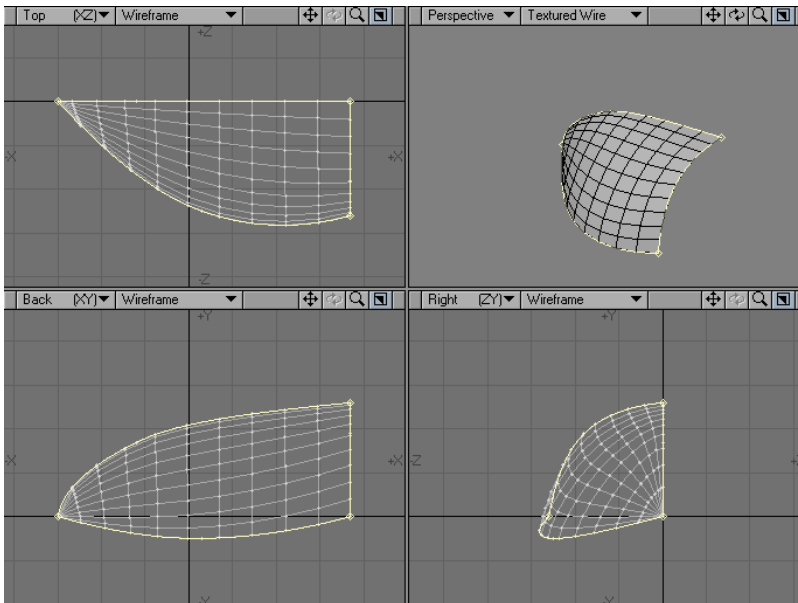 Top (XZ) Wireframe
Perspective Textured Wire
+Z
-X +X
-Z
Back (XY) Wireframe
Right (ZY) Wireframe
+Y
+Y
-X +X
-Z
-Y
-Y